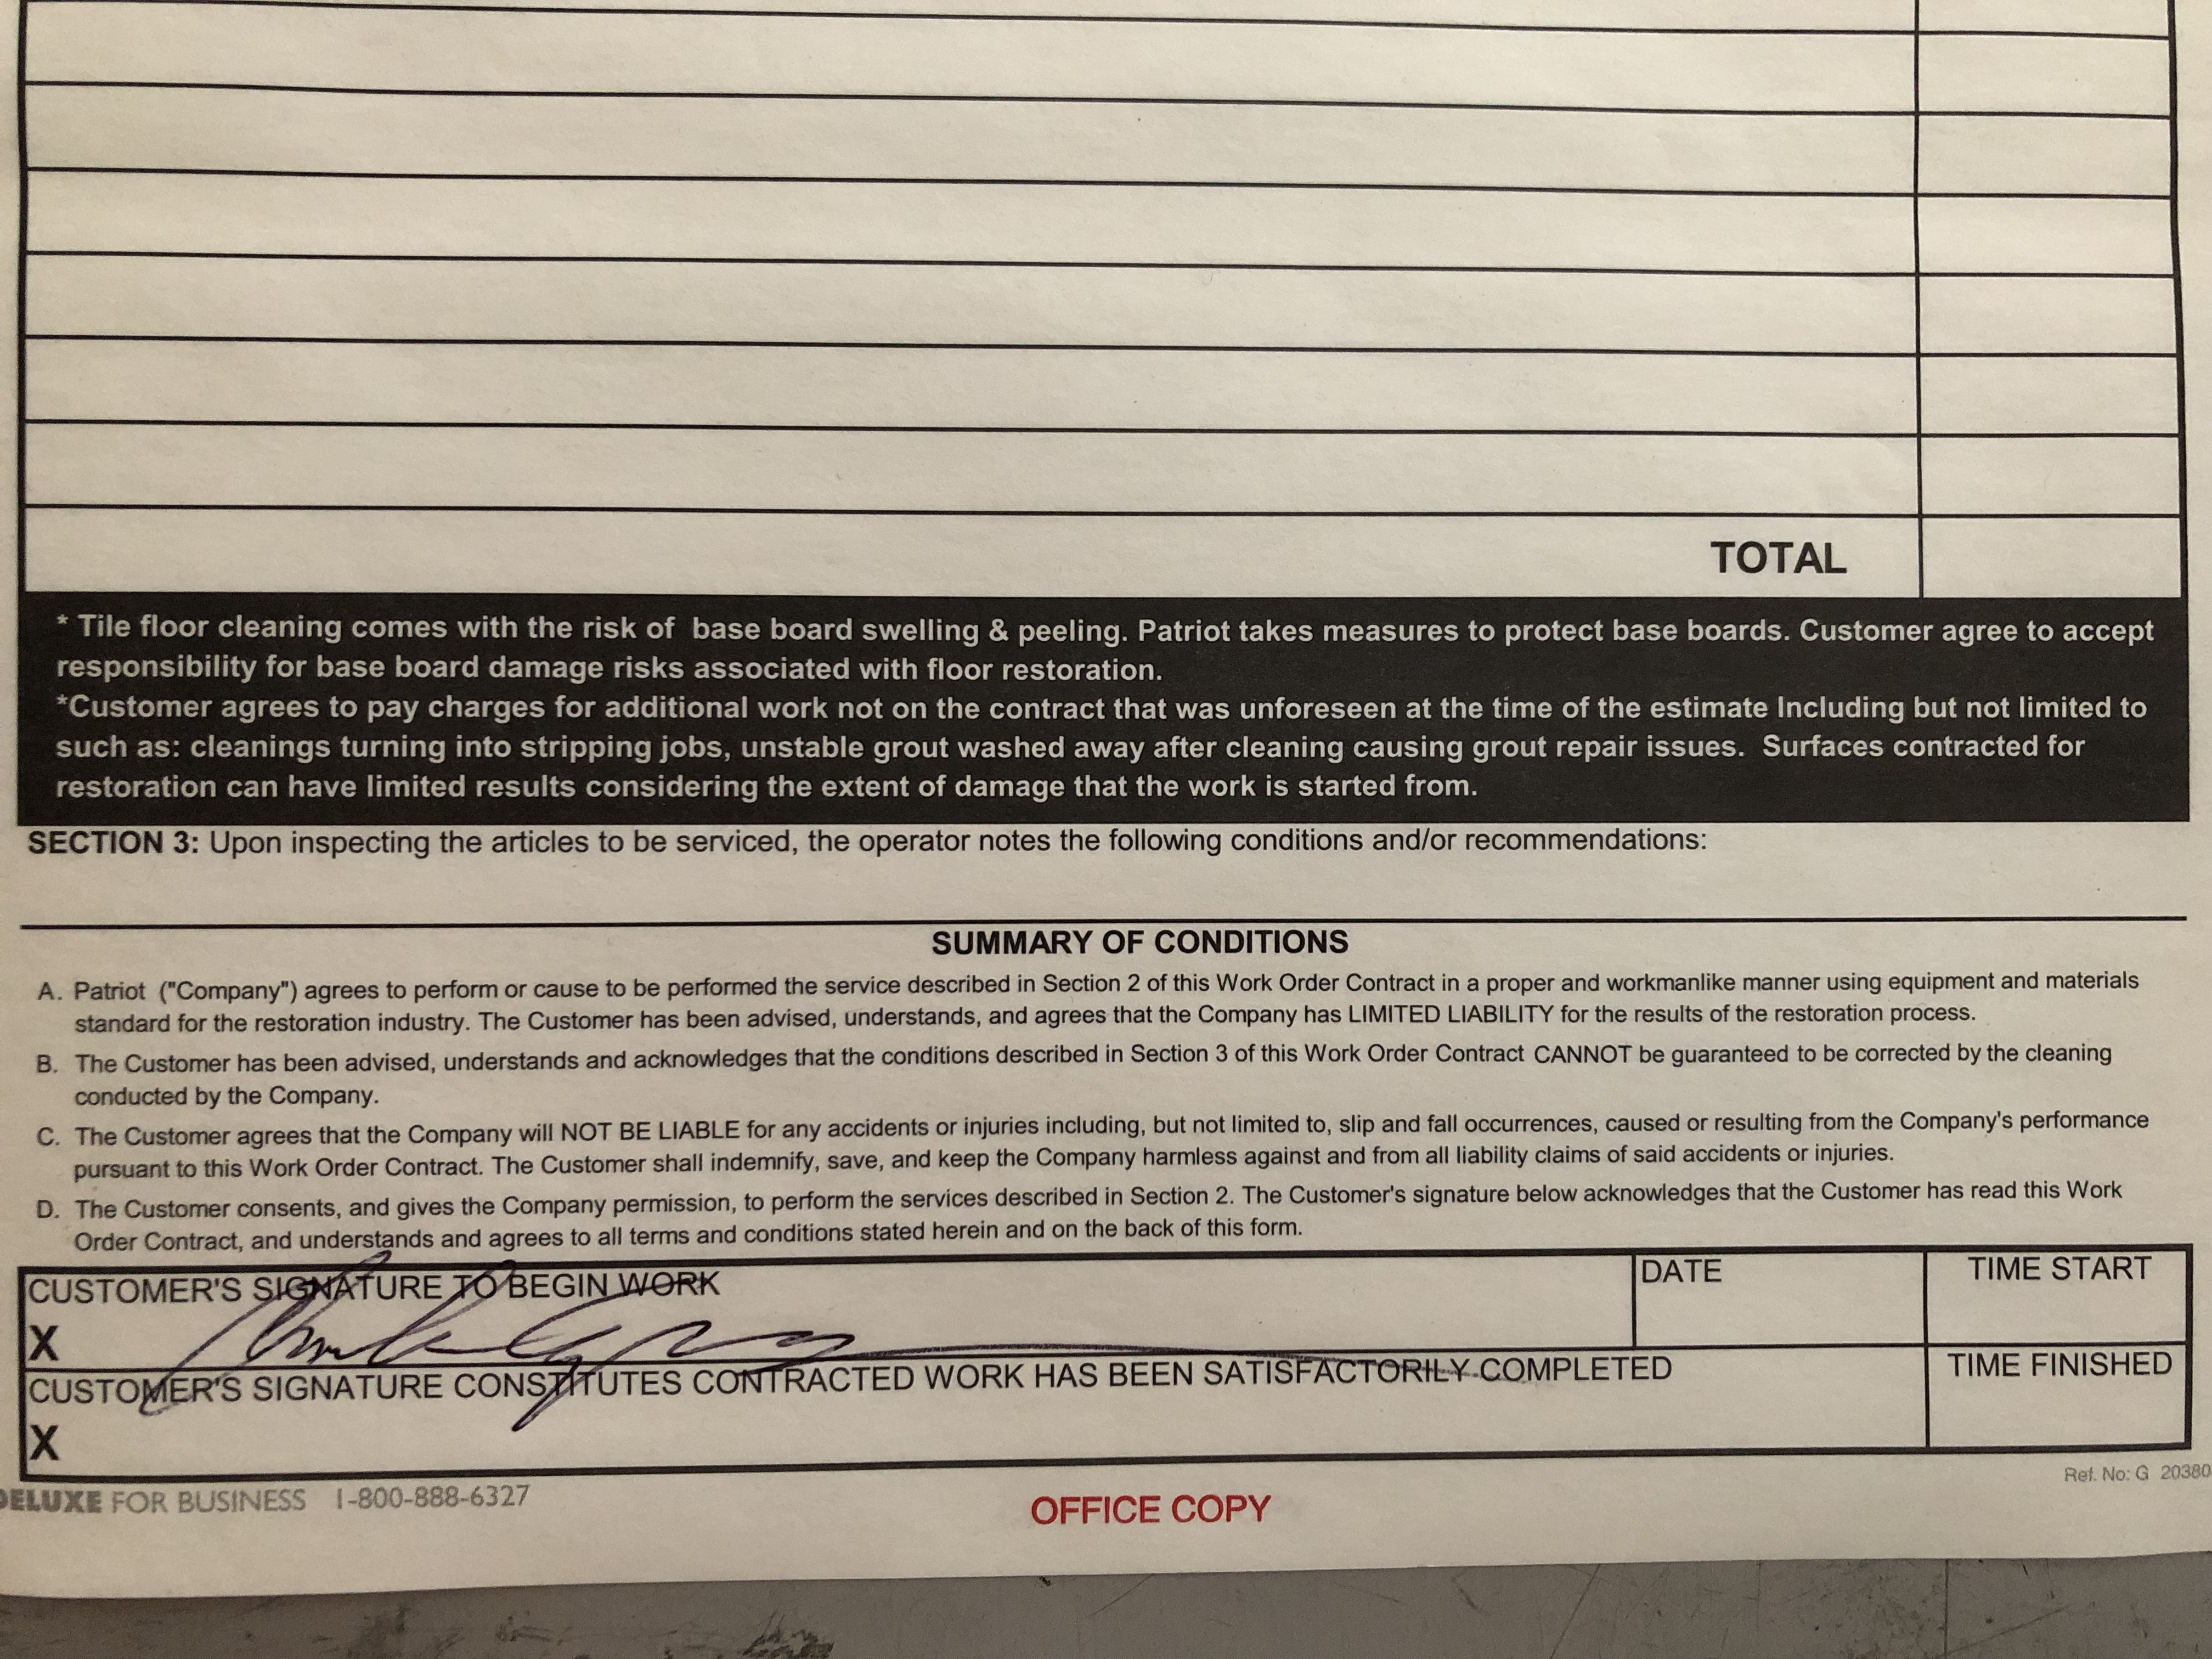 TOTAL
* Tile floor cleaning comes with the risk of base board swelling & peeling. Patriot takes measures to protect base boards. Customer agree to accept
responsibility for base board damage risks associated with floor restoration.
*Customer agrees to pay charges for additional work not on the contract that was unforeseen at the time of the estimate Including but not limited to
such as: cleanings turning into stripping jobs, unstable grout washed away after cleaning causing grout repair issues. Surfaces contracted for
restoration can have limited results considering the extent of damage that the work is started from.
SECTION 3: Upon inspecting the articles to be serviced, the operator notes the following conditions and/or recommendations:
SUMMARY OF CONDITIONS
A. Patriot ("Company") agrees to perform or cause to be performed the service described in Section 2 of this Work Order Contract in a proper and workmanlike manner using equipment and materials
standard for the restoration industry. The Customer has been advised, understands, and agrees that the Company has LIMITED LIABILITY for the results of the restoration process.
B. The Customer has been advised, understands and acknowledges that the conditions described in Section 3 of this Work Order Contract CANNOT be guaranteed to be corrected by the cleaning
conducted by the Company.
C. The Customer agrees that the Company will NOT BE LIABLE for any accidents or injuries including, but not limited to, slip and fall occurrences, caused or resulting from the Company's performance
pursuant to this Work Order Contract. The Customer shall indemnify, save, and keep the Company harmless against and from all liability claims of said accidents or injuries.
D. The Customer consents, and gives the Company permission, to perform the services described in Section 2. The Customer's signature below acknowledges that the Customer has read this Work
Order Contract, and understands and agrees to all terms and conditions stated herein and on the back of this form.
CUSTOMER'S SIGNATURE TO BEGIN WORK
DATE
TIME START
X
CUSTOMER'S SIGNATURE CONSTITUTES CONTRACTED WORK HAS BEEN SATISFACTORILY COMPLETED
TIME FINISHED
X
DELUXE FOR BUSINESS 1-800-888-6327
OFFICE COPY
Ref. No: G 20380